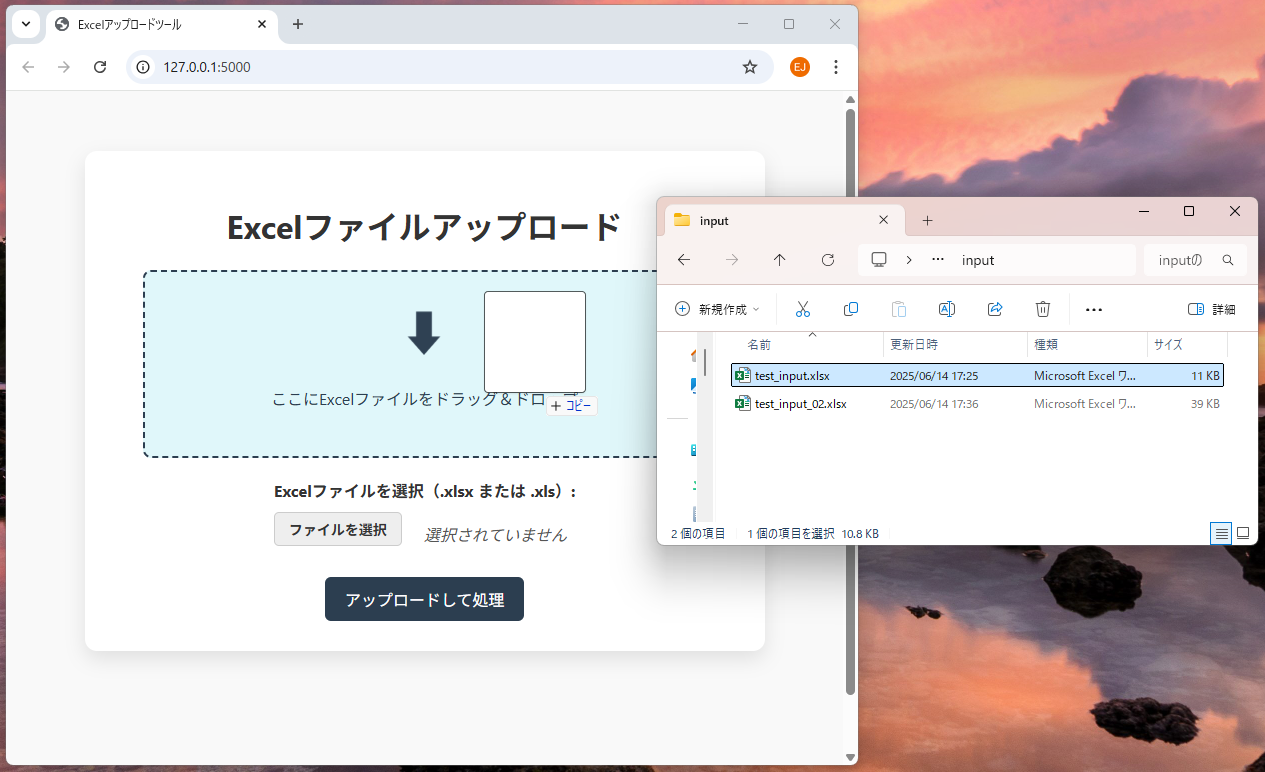 Excelアップロードツール
127.0.0.1:5000
EJ
Excelファイルアップロード
ここにExcelファイルをドラッグ＆ドロ
+ コピー
Excelファイルを選択（.xlsx または .xls）:
ファイルを選択
選択されていません
アップロードして処理
input
input
inputの
新規作成
詳細
名前
更新日時
種類
サイズ
test_input.xlsx 2025/06/14 17:25 Microsoft Excel ワ... 11 KB
test_input_02.xlsx 2025/06/14 17:36 Microsoft Excel ワ... 39 KB
2 個の項目
1 個の項目を選択 10.8 KB